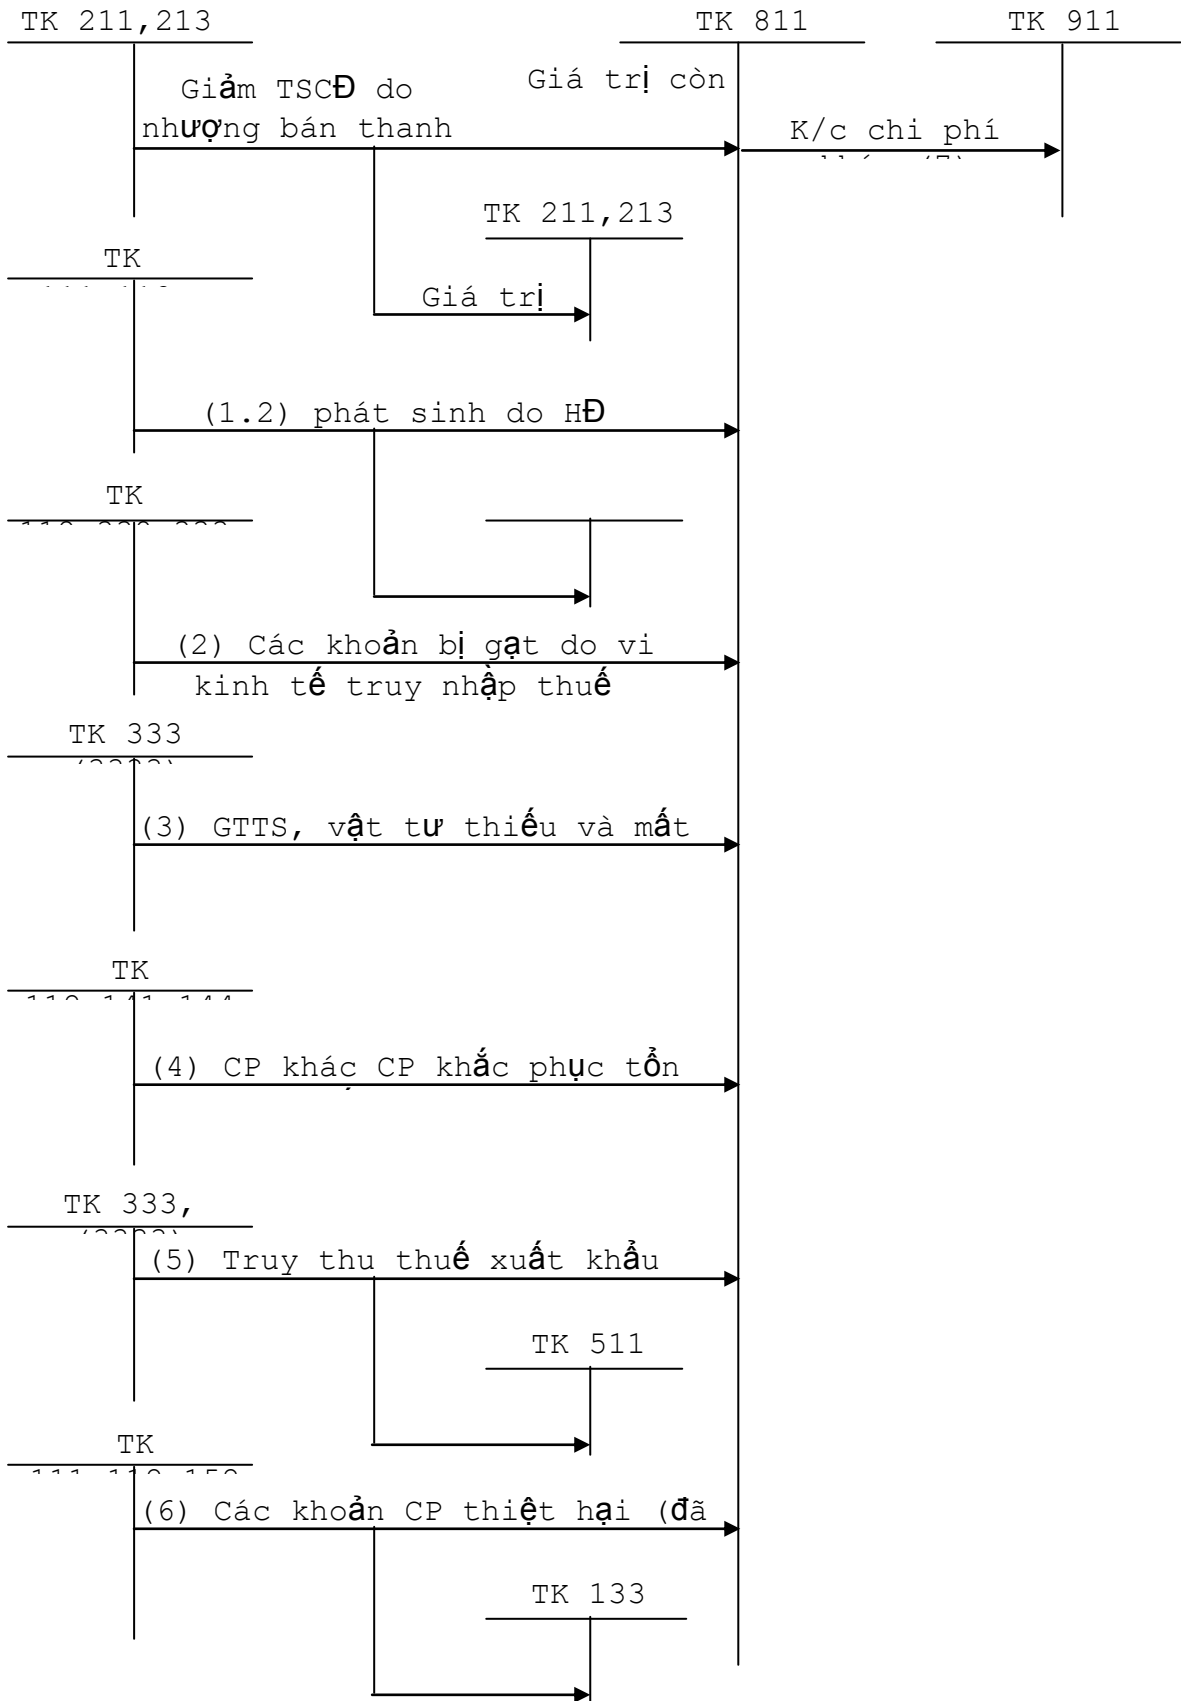 TK 211,213
TK 811
TK 911
Giảm TSCĐ do
nhượng bán thanh
Giá trị còn
K/c chi phí
TK 211,213
TK
Giá trị
(1.2) phát sinh do HĐ
TK
(2) Các khoản bị gạt do vi
kinh tế truy nhập thuế
TK 333
(3) GTTS, vật tư thiếu và mất
TK
(4) CP khác CP khắc phục tổn
TK 333,
(5) Truy thu thuế xuất khẩu
TK 511
TK
(6) Các khoản CP thiệt hại (đã
TK 133